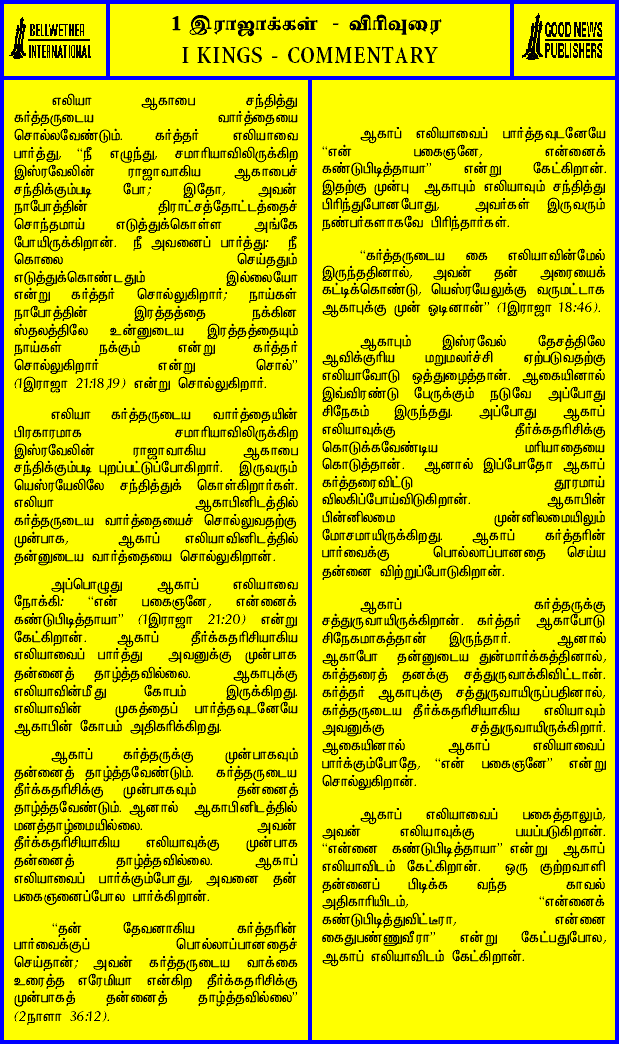 BELLWETHER
INTERNATIONAL
1 இராஜாக்கள் - விரிவுரை
I KINGS - COMMENTARY
GOOD NEWS
PUBLISHERS
எலியா ஆகாபை சந்தித்து
கர்த்தருடைய வார்த்தையை
சொல்லவேண்டும். கர்த்தர் எலியாவை
பார்த்து, “நீ எழுந்து, சமாரியாவிலிருக்கிற
இஸ்ரவேலின் ராஜாவாகிய ஆகாபைச்
சந்திக்கும்படி போ; இதோ, அவன்
நாபோத்தின் திராட்சத்தோட்டத்தைச்
சொந்தமாய் எடுத்துக்கொள்ள அங்கே
போயிருக்கிறான். நீ அவனைப் பார்த்து: நீ
கொலை செய்ததும்
எடுத்துக்கொண்டதும் இல்லையோ
என்று கர்த்தர் சொல்லுகிறார்; நாய்கள்
நாபோத்தின் இரத்தத்தை நக்கின
ஸ்தலத்திலே உன்னுடைய இரத்தத்தையும்
நாய்கள் நக்கும் என்று கர்த்தர்
சொல்லுகிறார் என்று சொல்”
(1இராஜா 21:18,19) என்று சொல்லுகிறார்.
எலியா கர்த்தருடைய வார்த்தையின்
பிரகாரமாக சமாரியாவிலிருக்கிற
இஸ்ரவேலின் ராஜாவாகிய ஆகாபை
சந்திக்கும்படி புறப்பட்டுப்போகிறார். இருவரும்
யெஸ்ரயேலிலே சந்தித்துக் கொள்கிறார்கள்.
எலியா ஆகாபினிடத்தில்
கர்த்தருடைய வார்த்தையைச் சொல்லுவதற்கு
முன்பாக, ஆகாப் எலியாவினிடத்தில்
தன்னுடைய வார்த்தையை சொல்லுகிறான்.
அப்பொழுது ஆகாப் எலியாவை
நோக்கி: “என் பகைஞனே, என்னைக்
கண்டுபிடித்தாயா” (1இராஜா 21:20) என்று
கேட்கிறான். ஆகாப் தீர்க்கதரிசியாகிய
எலியாவைப் பார்த்து அவனுக்கு முன்பாக
தன்னைத் தாழ்த்தவில்லை. ஆகாபுக்கு
எலியாவின்மீது கோபம் இருக்கிறது.
எலியாவின் முகத்தைப் பார்த்தவுடனேயே
ஆகாபின் கோபம் அதிகரிக்கிறது.
ஆகாப் கர்த்தருக்கு முன்பாகவும்
தன்னைத் தாழ்த்தவேண்டும். கர்த்தருடைய
தீர்க்கதரிசிக்கு முன்பாகவும் தன்னைத்
தாழ்த்தவேண்டும். ஆனால் ஆகாபினிடத்தில்
மனத்தாழ்மையில்லை. அவன்
தீர்க்கதரிசியாகிய எலியாவுக்கு முன்பாக
தன்னைத் தாழ்த்தவில்லை. ஆகாப்
எலியாவைப் பார்க்கும்போது, அவனை தன்
பகைஞனைப்போல பார்க்கிறான்.
“தன் தேவனாகிய கர்த்தரின்
பார்வைக்குப் பொல்லாப்பானதைச்
செய்தான்; அவன் கர்த்தருடைய வாக்கை
உரைத்த எரேமியா என்கிற தீர்க்கதரிசிக்கு
முன்பாகத் தன்னைத் தாழ்த்தவில்லை”
(2நாளா 36:12).
ஆகாப் எலியாவைப் பார்த்தவுடனேயே
“என் பகைஞனே, என்னைக்
கண்டுபிடித்தாயா” என்று கேட்கிறான்.
இதற்கு முன்பு ஆகாபும் எலியாவும் சந்தித்து
பிரிந்துபோனபோது, அவர்கள் இருவரும்
நண்பர்களாகவே பிரிந்தார்கள்.
“கர்த்தருடைய கை எலியாவின்மேல்
இருந்ததினால், அவன் தன் அரையைக்
கட்டிக்கொண்டு, யெஸ்ரயேலுக்கு வருமட்டாக
ஆகாபுக்கு முன் ஓடினான்” (1இராஜா 18:46).
ஆகாபும் இஸ்ரவேல் தேசத்திலே
ஆவிக்குரிய மறுமலர்ச்சி ஏற்படுவதற்கு
எலியாவோடு ஒத்துழைத்தான். ஆகையினால்
இவ்விரண்டு பேருக்கும் நடுவே அப்போது
சிநேகம் இருந்தது. அப்போது ஆகாப்
எலியாவுக்கு தீர்க்கதரிசிக்கு
கொடுக்கவேண்டிய மரியாதையை
கொடுத்தான். ஆனால் இப்போதோ ஆகாப்
கர்த்தரைவிட்டு தூரமாய்
விலகிப்போய்விடுகிறான். ஆகாபின்
பின்னிலமை முன்னிலமையிலும்
மோசமாயிருக்கிறது. ஆகாப் கர்த்தரின்
பார்வைக்கு பொல்லாப்பானதை செய்ய
தன்னை விற்றுப்போடுகிறான்.
ஆகாப் கர்த்தருக்கு
சத்துருவாயிருக்கிறான். கர்த்தர் ஆகாபோடு
சிநேகமாகத்தான் இருந்தார். ஆனால்
ஆகாபோ தன்னுடைய துன்மார்க்கத்தினால்,
கர்த்தரைத் தனக்கு சத்துருவாக்கிவிட்டான்.
கர்த்தர் ஆகாபுக்கு சத்துருவாயிருப்பதினால்,
கர்த்தருடைய தீர்க்கதரிசியாகிய எலியாவும்
அவனுக்கு சத்துருவாயிருக்கிறார்.
ஆகையினால் ஆகாப் எலியாவைப்
பார்க்கும்போதே, “என் பகைஞனே” என்று
சொல்லுகிறான்.
ஆகாப் எலியாவைப் பகைத்தாலும்,
அவன் எலியாவுக்கு பயப்படுகிறான்.
“என்னை கண்டுபிடித்தாயா” என்று ஆகாப்
எலியாவிடம் கேட்கிறான். ஒரு குற்றவாளி
தன்னைப் பிடிக்க வந்த காவல்
அதிகாரியிடம், “என்னைக்
கண்டுபிடித்துவிட்டீரா, என்னை
கைதுபண்ணுவீரா” என்று கேட்பதுபோல,
ஆகாப் எலியாவிடம் கேட்கிறான்.